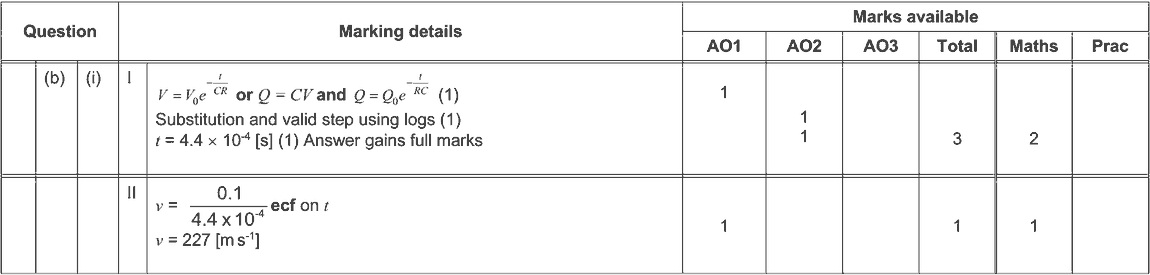 Question Marking details Marks available
AO1 AO2 AO3 Total Maths Prac
(b) (i) I V = V₀e^(-t/CR) or Q = CV and Q = Q₀e^(-t/RC) (1) 1
Substitution and valid step using logs (1) 1
t = 4.4 × 10⁻⁴ [s] (1) Answer gains full marks 1 3 2
II v = 0.1 / 4.4 x 10⁻⁴ ecf on t
v = 227 [m s⁻¹] 1 1 1